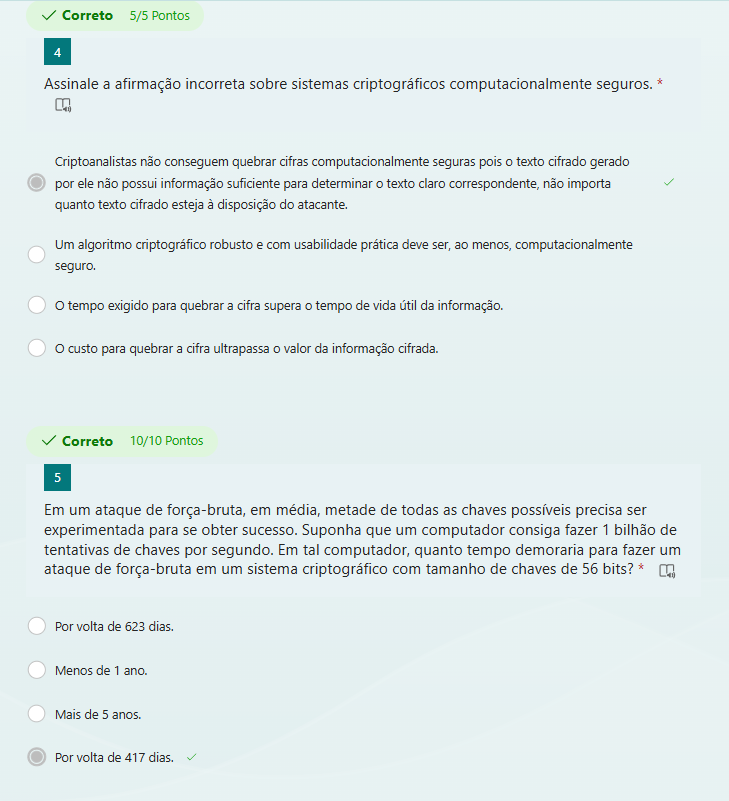 Correto 5/5 Pontos
4
Assinale a afirmação incorreta sobre sistemas criptográficos computacionalmente seguros. *
Criptoanalistas não conseguem quebrar cifras computacionalmente seguras pois o texto cifrado gerado
por ele não possui informação suficiente para determinar o texto claro correspondente, não importa
quanto texto cifrado esteja à disposição do atacante.
Um algoritmo criptográfico robusto e com usabilidade prática deve ser, ao menos, computacionalmente
seguro.
O tempo exigido para quebrar a cifra supera o tempo de vida útil da informação.
O custo para quebrar a cifra ultrapassa o valor da informação cifrada.
Correto 10/10 Pontos
5
Em um ataque de força-bruta, em média, metade de todas as chaves possíveis precisa ser
experimentada para se obter sucesso. Suponha que um computador consiga fazer 1 bilhão de
tentativas de chaves por segundo. Em tal computador, quanto tempo demoraria para fazer um
ataque de força-bruta em um sistema criptográfico com tamanho de chaves de 56 bits? *
Por volta de 623 dias.
Menos de 1 ano.
Mais de 5 anos.
Por volta de 417 dias.